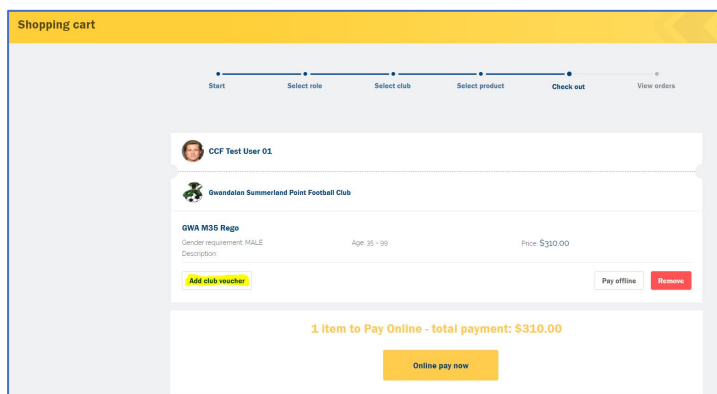 Shopping cart
Start Select role Select club Select product Check out View orders
CCF Test User 01
Gwandalan Summerland Point Football Club
GWA M35 Rego
Gender requirement: MALE Age: 35 - 99 Price: $310.00
Description:
Add club voucher Pay offline Remove
1 item to Pay Online - total payment: $310.00
Online pay now